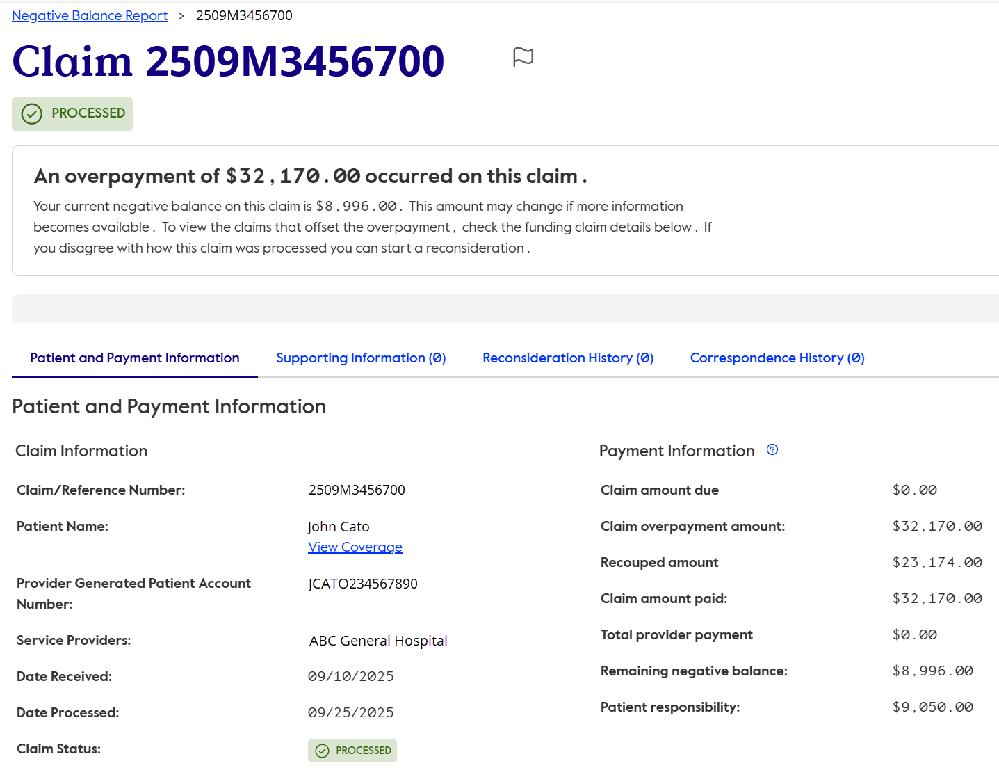 Negative Balance Report > 2509M3456700
Claim 2509M3456700
PROCESSED
An overpayment of $32,170.00 occurred on this claim.
Your current negative balance on this claim is $8,996.00. This amount may change if more information
becomes available. To view the claims that offset the overpayment, check the funding claim details below. If
you disagree with how this claim was processed you can start a reconsideration.
Patient and Payment Information
Supporting Information (0)
Reconsideration History (0)
Correspondence History (0)
Patient and Payment Information
Claim Information
Claim/Reference Number: 2509M3456700
Patient Name: John Cato
View Coverage
Provider Generated Patient Account JCATO234567890
Number:
Service Providers: ABC General Hospital
Date Received: 09/10/2025
Date Processed: 09/25/2025
Claim Status: PROCESSED
Payment Information ?
Claim amount due $0.00
Claim overpayment amount: $32,170.00
Recouped amount $23,174.00
Claim amount paid: $32,170.00
Total provider payment $0.00
Remaining negative balance: $8,996.00
Patient responsibility: $9,050.00